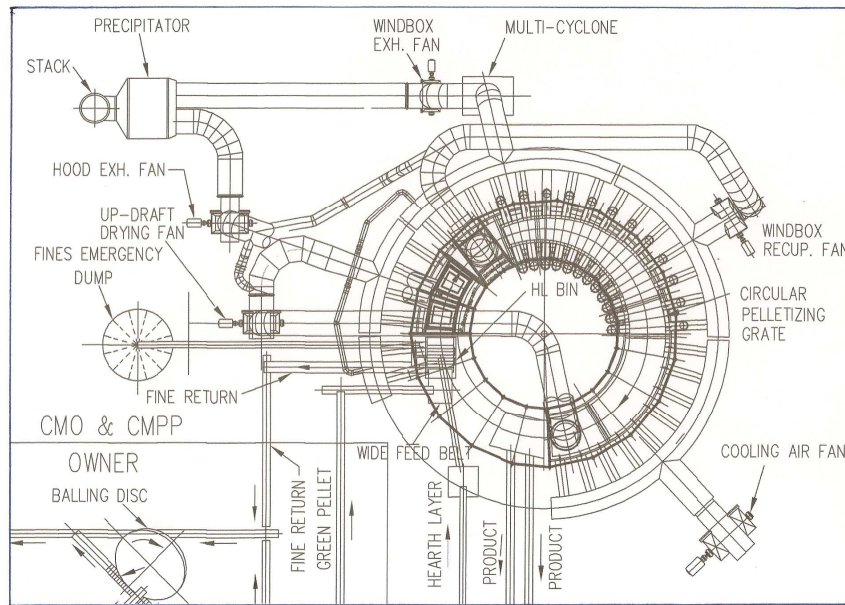 PRECIPITATOR
WINDBOX
EXH. FAN
MULTI-CYCLONE
STACK
HOOD EXH. FAN
UP-DRAFT
DRYING FAN
FINES EMERGENCY
DUMP
WINDBOX
RECUP. FAN
HL BIN
CIRCULAR
PELLETIZING
GRATE
FINE RETURN
CMO & CMPP
OWNER
BALLING DISC
WIDE FEED BELT
COOLING AIR FAN
FINE RETURN
GREEN PELLET
HEARTH LAYER
PRODUCT
PRODUCT